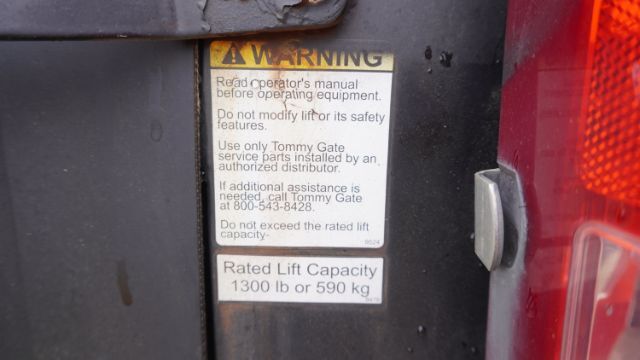 WARNING
Read operator's manual
before operating equipment.
Do not modify lift or its safety
features.
Use only Tommy Gate
service parts installed by an
authorized distributor.
If additional assistance is
needed, call Tommy Gate
at 800-543-8428.
Do not exceed the rated lift
capacity-
Rated Lift Capacity
1300 lb or 590 kg